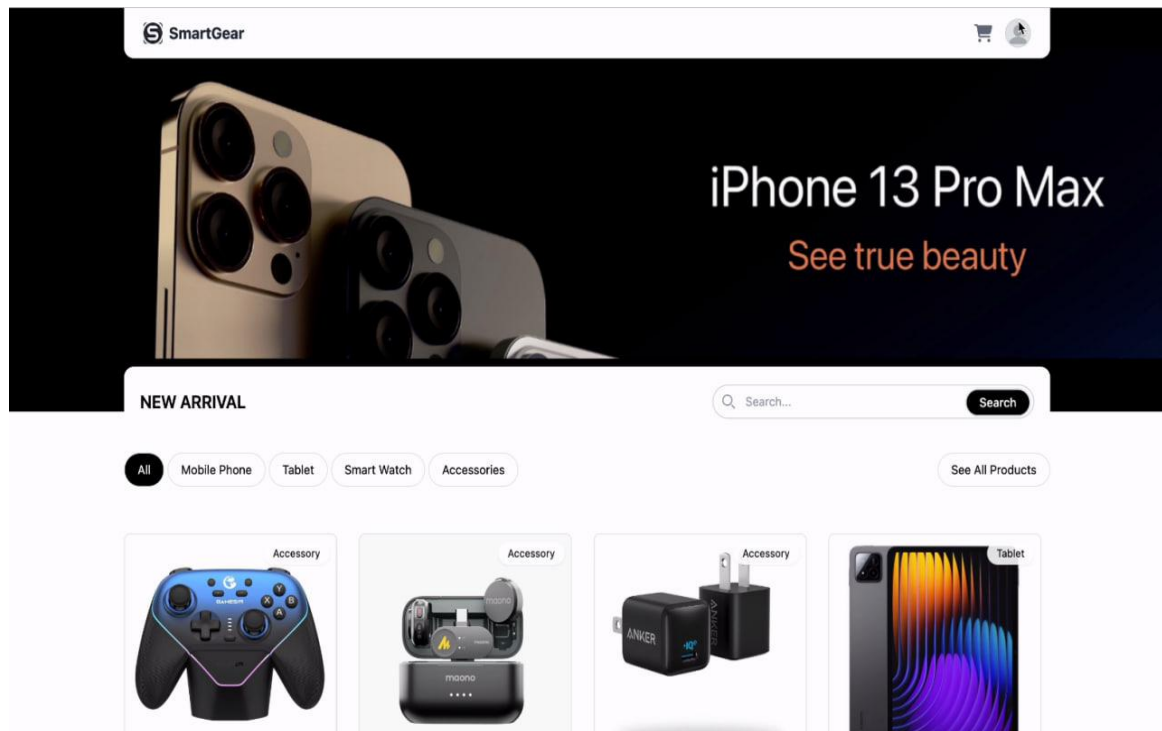 SmartGear
iPhone 13 Pro Max
See true beauty
NEW ARRIVAL
Search...
Search
All
Mobile Phone
Tablet
Smart Watch
Accessories
See All Products
Accessory
Accessory
Accessory
Tablet
GAMESIR
Y
X
B
A
maono
maono
ANKER
ANKER